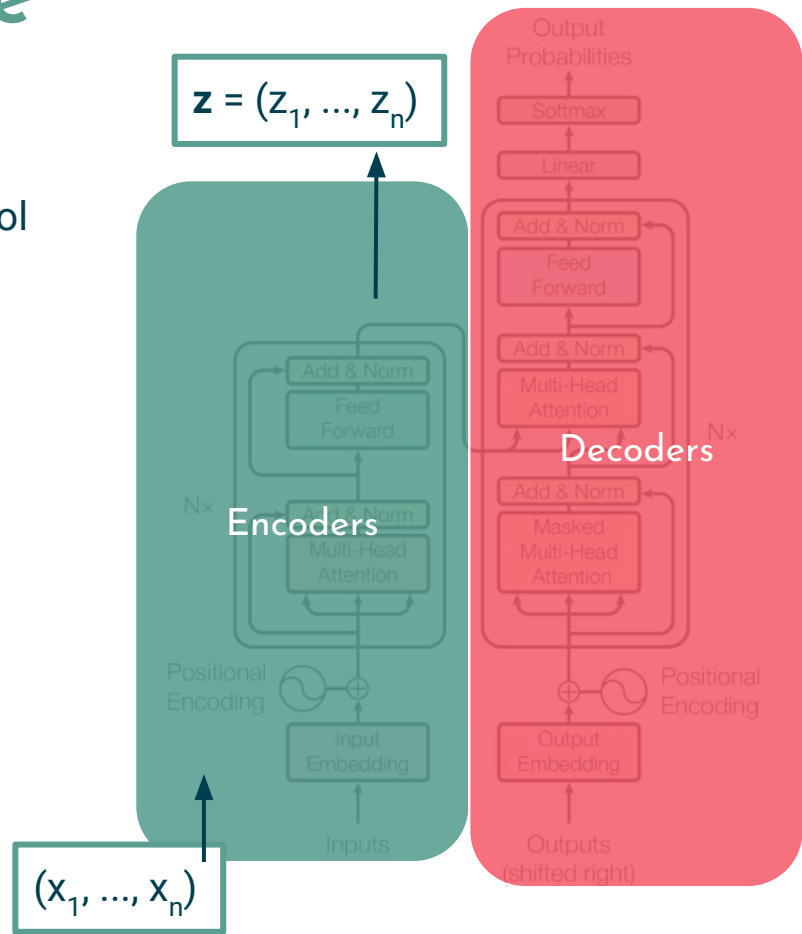 e
z = (z₁, ..., zₙ)
ol
Encoders
Add & Norm
Feed
Forward
Add & Norm
Multi-Head
Attention
N×
Positional
Encoding
Input
Embedding
Inputs
(x₁, ..., xₙ)
Output
Probabilities
Softmax
Linear
Add & Norm
Feed
Forward
Add & Norm
Multi-Head
Attention
N×
Decoders
Add & Norm
Masked
Multi-Head
Attention
Positional
Encoding
Output
Embedding
Outputs
(shifted right)